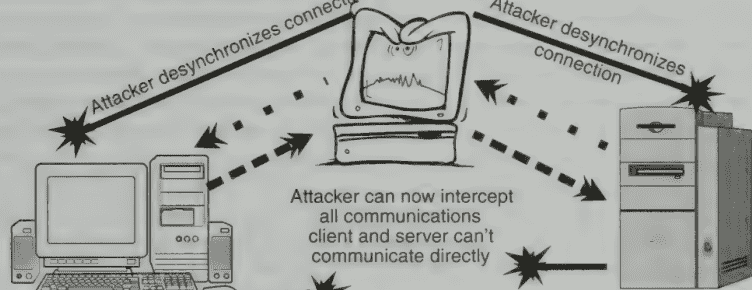 Attacker desynchronizes
Attacker desynchronizes
connection
?
Attacker can now intercept
all communications
client and server can't
communicate directly